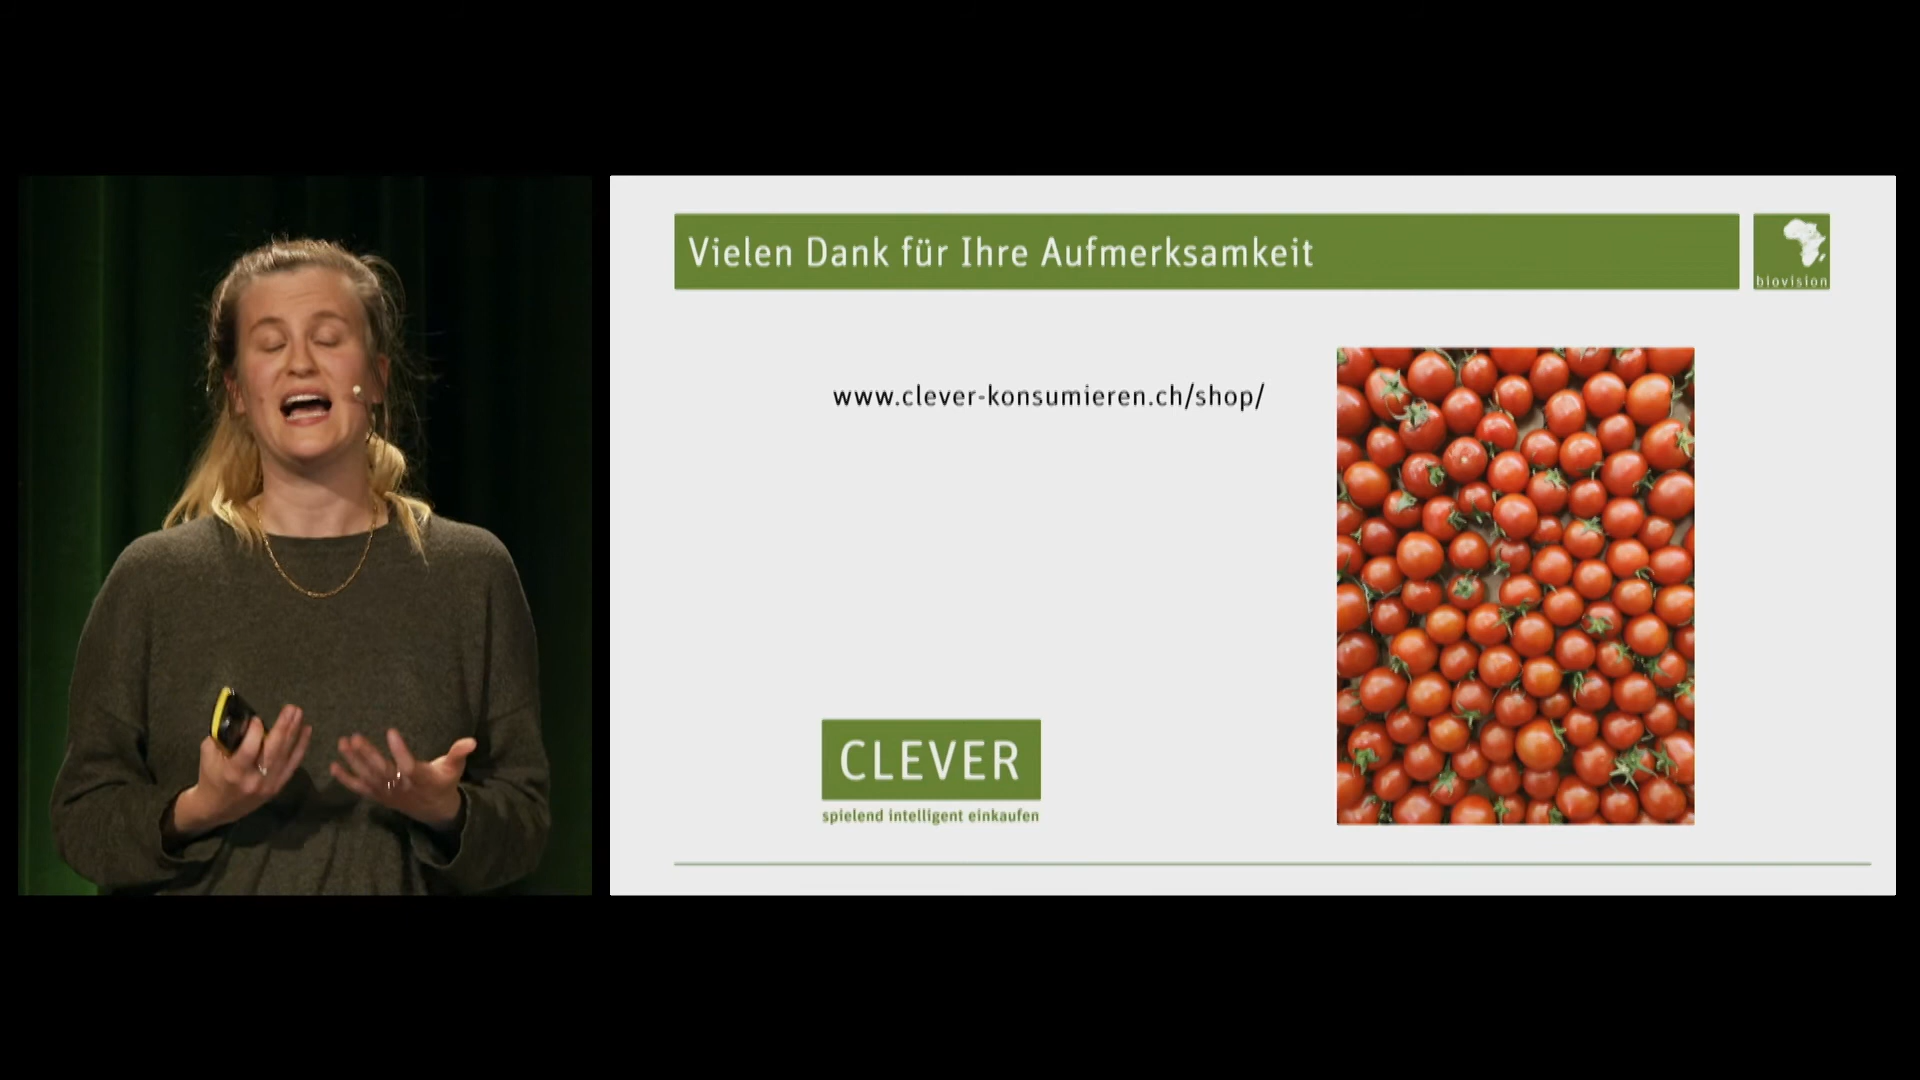 Vielen Dank für Ihre Aufmerksamkeit
biovision
www.clever-konsumieren.ch/shop/
CLEVER
spielend intelligent einkaufen